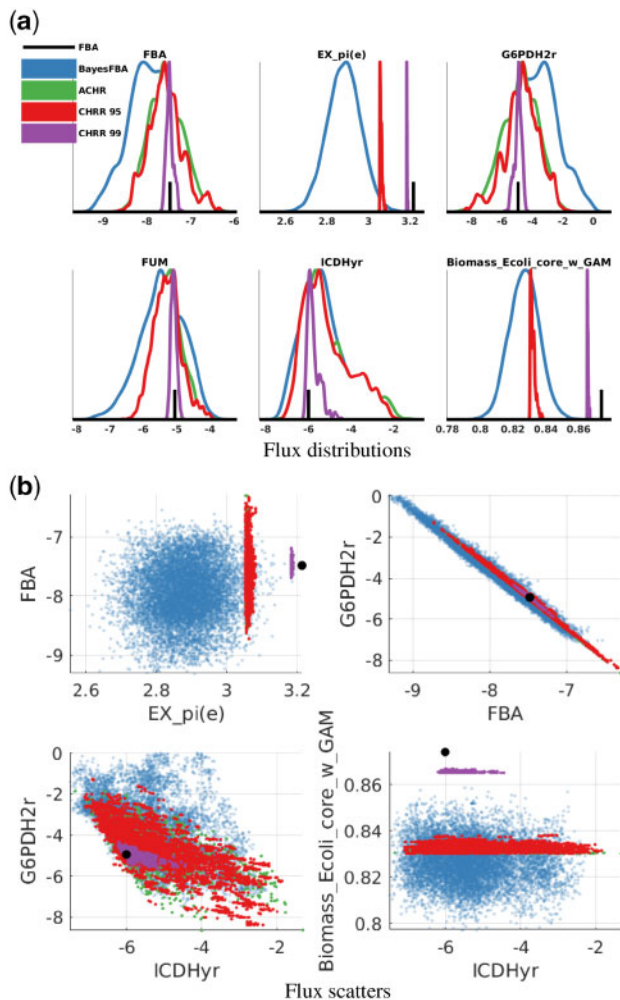 (a)
FBA
BayesFBA
ACHR
CHRR 95
CHRR 99
FBA
-9 -8 -7 -6
EX_pi(e)
2.6 2.8 3 3.2
G6PDH2r
-8 -6 -4 -2 0
FUM
-8 -7 -6 -5 -4
ICDHyr
-8 -6 -4 -2
Biomass_Ecoli_core_w_GAM
0.78 0.8 0.82 0.84 0.86
Flux distributions
(b)
FBA
-7
-8
-9
2.6 2.8 3 3.2
EX_pi(e)
G6PDH2r
0
-2
-4
-6
-8
-9 -8 -7
FBA
G6PDH2r
0
-2
-4
-6
-8
-6 -4 -2
ICDHyr
Biomass_Ecoli_core_w_GAM
0.86
0.84
0.82
0.8
-6 -4 -2
ICDHyr
Flux scatters